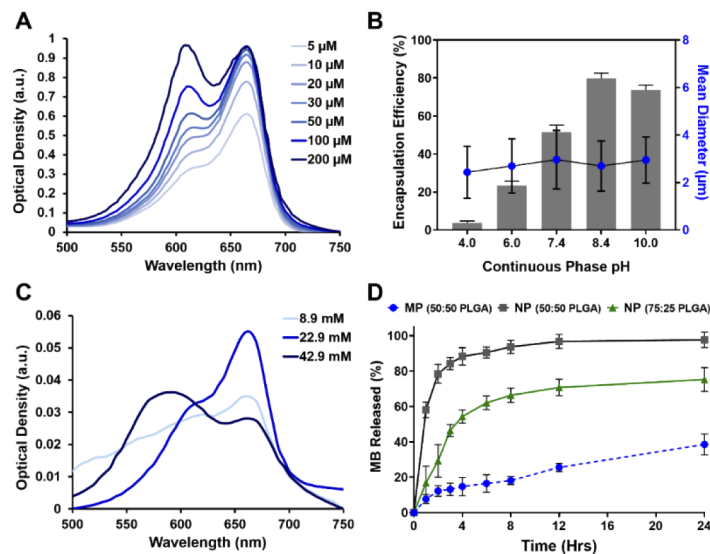 A
Optical Density (a.u.)
1
0.9
0.8
0.7
0.6
0.5
0.4
0.3
0.2
0.1
0
500 550 600 650 700 750
Wavelength (nm)
5 µM
10 µM
20 µM
30 µM
50 µM
100 µM
200 µM
B
Encapsulation Efficiency (%)
100
80
60
40
20
0
4.0 6.0 7.4 8.4 10.0
Continuous Phase pH
8
6
4
2
0
Mean Diameter (µm)
C
Optical Density (a.u.)
0.06
0.05
0.04
0.03
0.02
0.01
0
500 550 600 650 700 750
Wavelength (nm)
8.9 mM
22.9 mM
42.9 mM
D
MP (50:50 PLGA) NP (50:50 PLGA) NP (75:25 PLGA)
MB Released (%)
100
80
60
40
20
0
0 4 8 12 16 20 24
Time (Hrs)